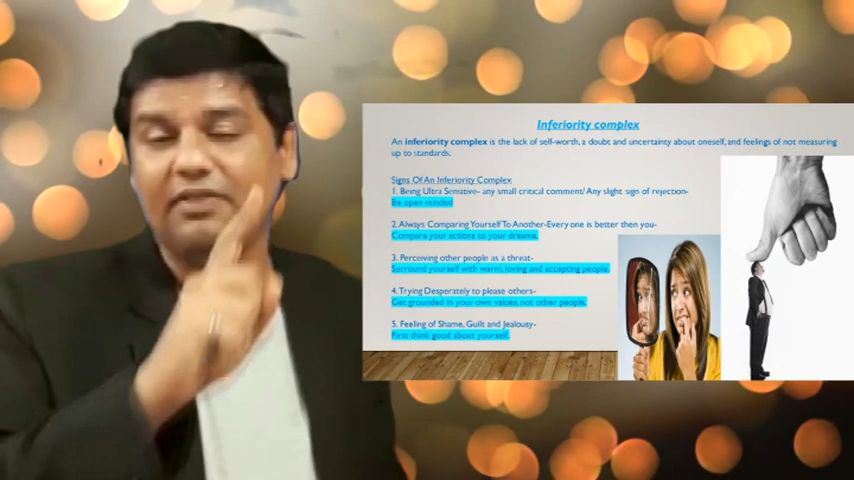 Inferiority complex
An inferiority complex is the lack of self-worth, a doubt and uncertainty about oneself, and feelings of not measuring
up to standards.
Signs Of An Inferiority Complex
1. Being Ultra Sensitive- any small critical comment/ Any slight sign of rejection-
Be open minded
2. Always Comparing Yourself To Another-Every one is better then you-
Compare your actions to your dreams.
3. Perceiving other people as a threat-
Surround yourself with warm, loving and accepting people.
4. Trying Desperately to please others-
Get grounded in your own values, not other people.
5. Feeling of Shame, Guilt and Jealousy-
First think good about yourself.